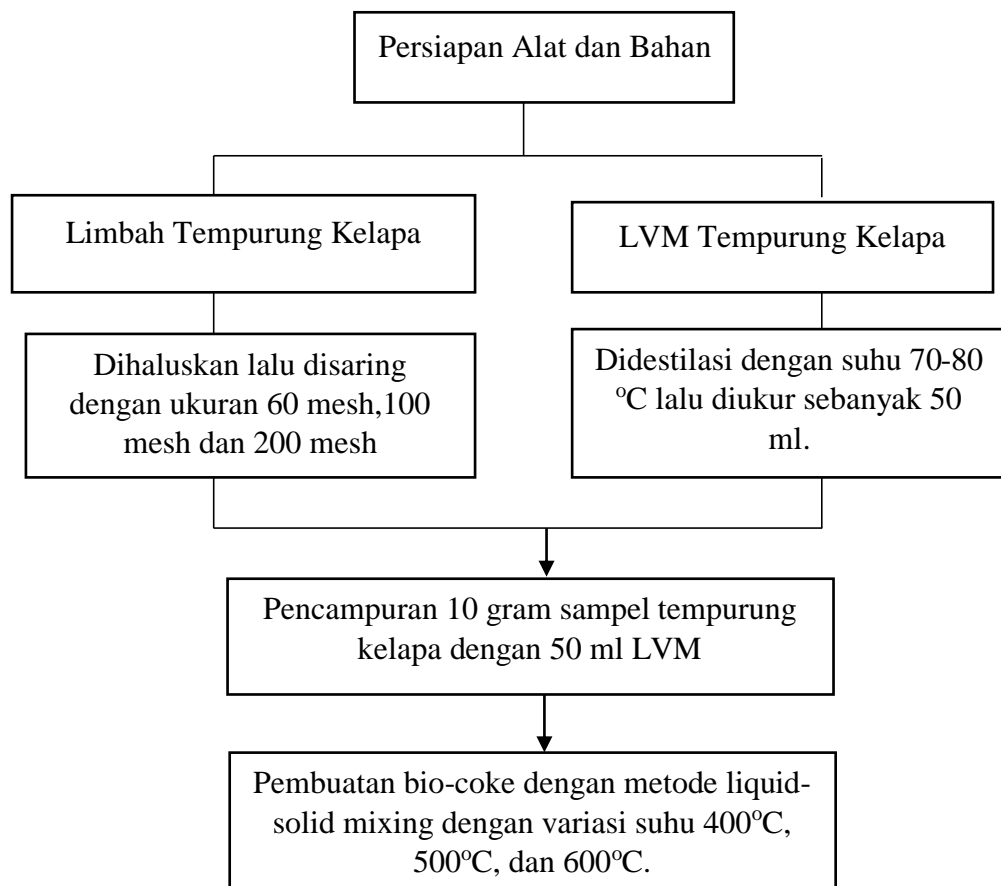 Persiapan Alat dan Bahan
Limbah Tempurung Kelapa
LVM Tempurung Kelapa
Dihaluskan lalu disaring
dengan ukuran 60 mesh,100
mesh dan 200 mesh
Didestilasi dengan suhu 70-80
ºC lalu diukur sebanyak 50
ml.
Pencampuran 10 gram sampel tempurung
kelapa dengan 50 ml LVM
Pembuatan bio-coke dengan metode liquid-
solid mixing dengan variasi suhu 400ºC,
500ºC, dan 600ºC.